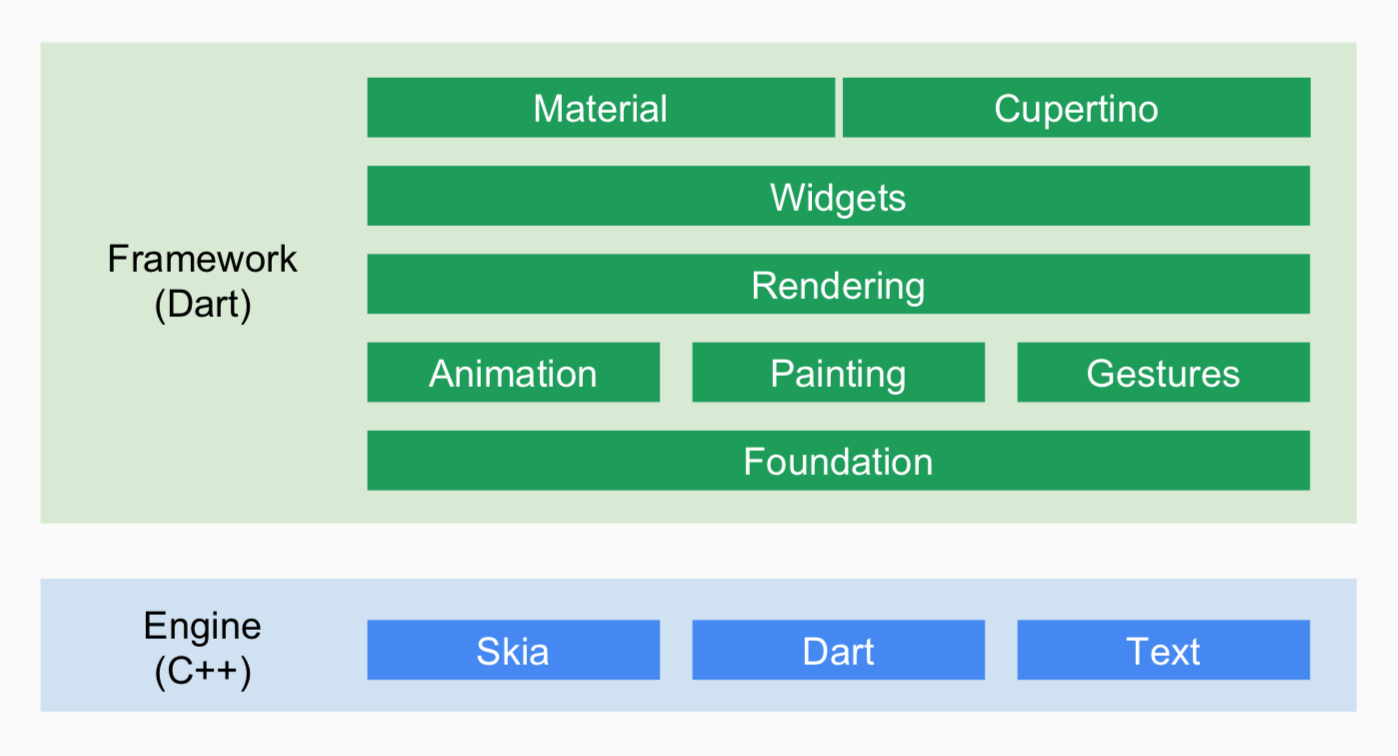 Material
Cupertino
Widgets
Framework
(Dart)
Rendering
Animation
Painting
Gestures
Foundation
Engine
(C++)
Skia
Dart
Text